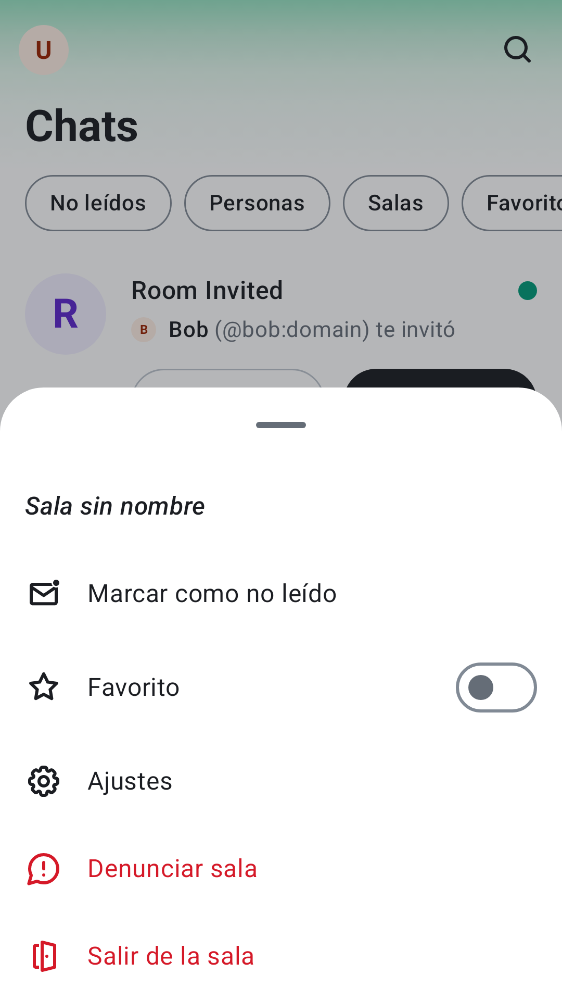 U
Chats
No leídos
Personas
Salas
R
Room Invited
B Bob (@bob:domain) te invitó
Sala sin nombre
Marcar como no leído
Favorito
Ajustes
Denunciar sala
Salir de la sala